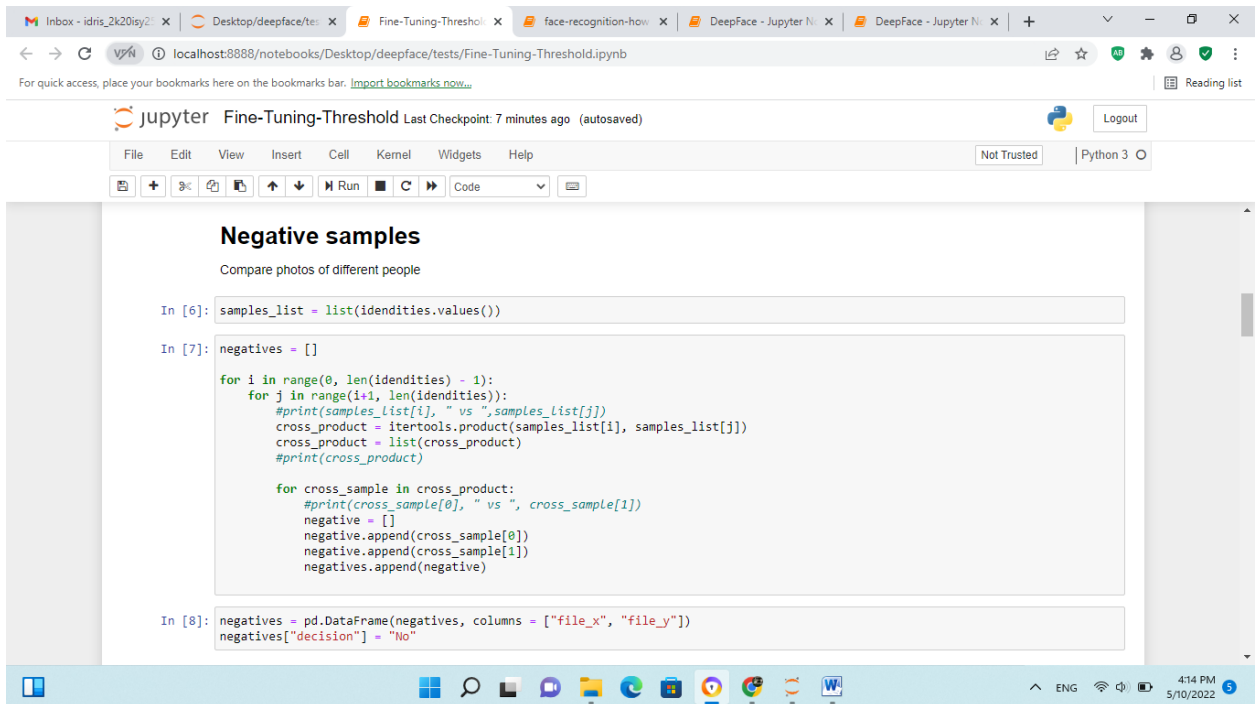 Inbox - idris_2k20isy25
Desktop/deepface/tes
Fine-Tuning-Threshol
face-recognition-how
DeepFace - Jupyter No
DeepFace - Jupyter No
VPN
localhost:8888/notebooks/Desktop/deepface/tests/Fine-Tuning-Threshold.ipynb
For quick access, place your bookmarks here on the bookmarks bar. Import bookmarks now...
Reading list
jupyter Fine-Tuning-Threshold Last Checkpoint: 7 minutes ago (autosaved)
Logout
File Edit View Insert Cell Kernel Widgets Help
Not Trusted
Python 3
Run
Code
Negative samples
Compare photos of different people
In [6]: samples_list = list(idendities.values())
In [7]: negatives = []
for i in range(0, len(idendities) - 1):
for j in range(i+1, len(idendities)):
#print(samples_list[i], " vs ",samples_list[j])
cross_product = itertools.product(samples_list[i], samples_list[j])
cross_product = list(cross_product)
#print(cross_product)
for cross_sample in cross_product:
#print(cross_sample[0], " vs ", cross_sample[1])
negative = []
negative.append(cross_sample[0])
negative.append(cross_sample[1])
negatives.append(negative)
In [8]: negatives = pd.DataFrame(negatives, columns = ["file_x", "file_y"])
negatives["decision"] = "No"
ENG
4:14 PM
5/10/2022
5